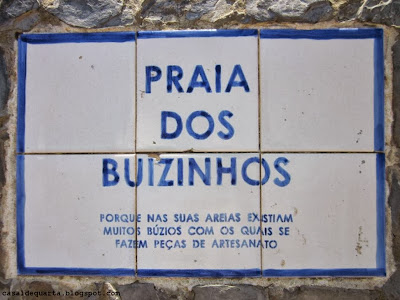 PRAIA
DOS
BUIZINHOS
PORQUE NAS SUAS AREIAS EXISTIAM
MUITOS BÚZIOS COM OS QUAIS SE
FAZEM PEÇAS DE ARTESANATO
casaldequarta.blogspot.com